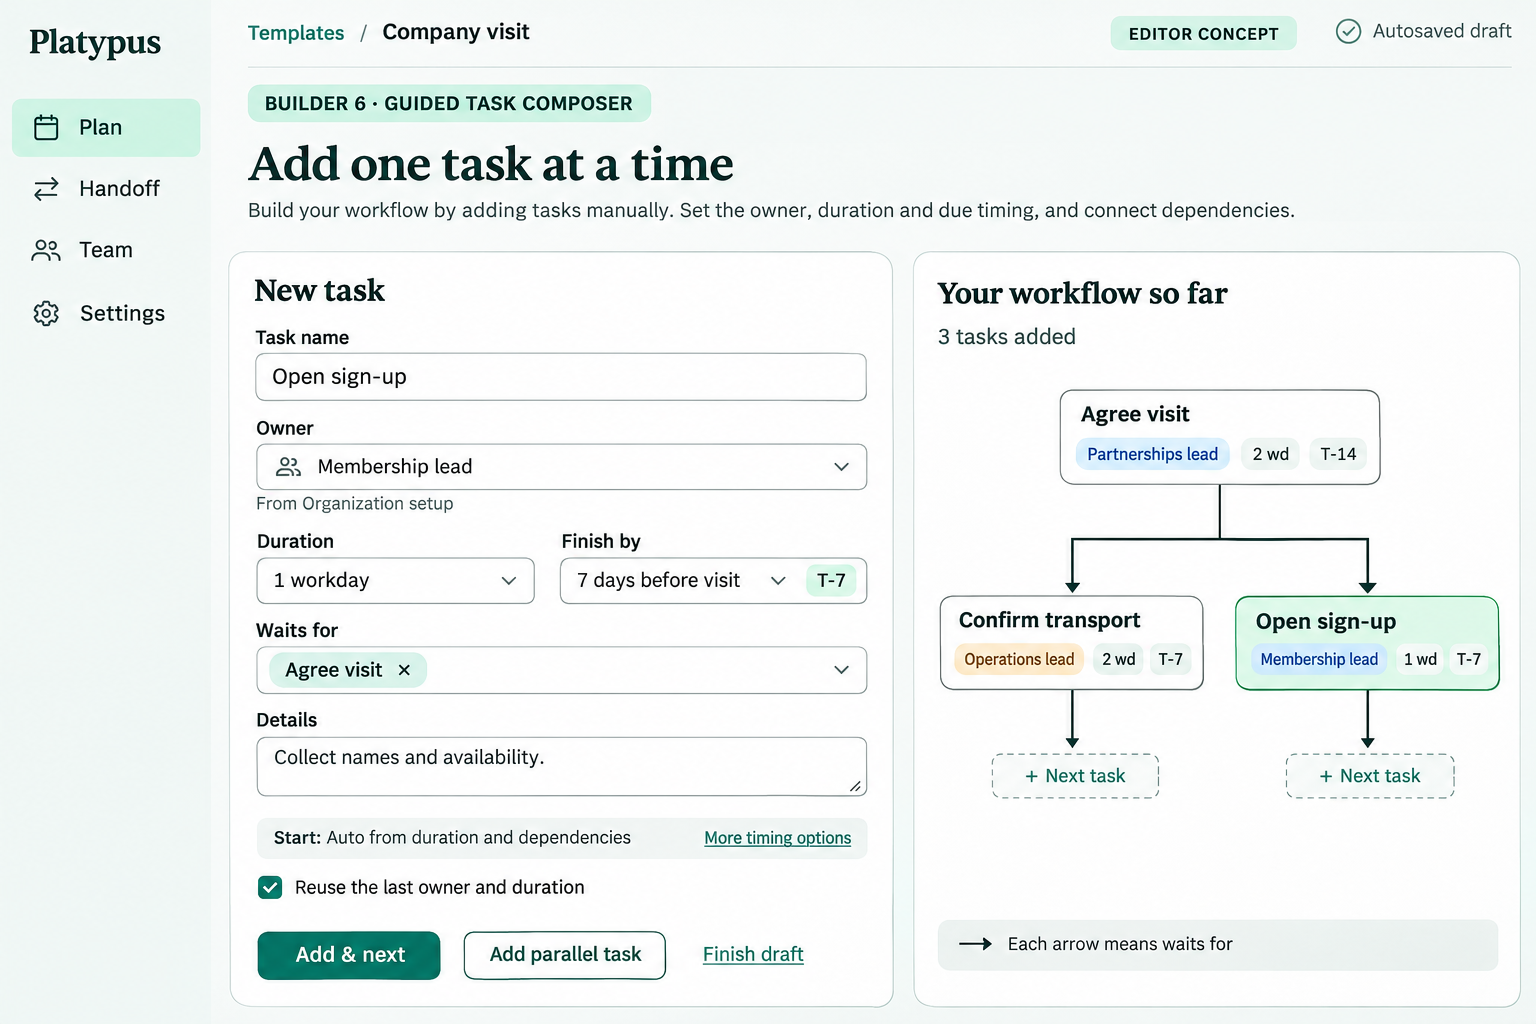 Platypus
Plan
Handoff
Team
Settings
Templates / Company visit
EDITOR CONCEPT
Autosaved draft
BUILDER 6 · GUIDED TASK COMPOSER
Add one task at a time
Build your workflow by adding tasks manually. Set the owner, duration and due timing, and connect dependencies.
New task
Task name
Open sign-up
Owner
Membership lead
From Organization setup
Duration
1 workday
Finish by
7 days before visit
T-7
Waits for
Agree visit ×
Details
Collect names and availability.
Start: Auto from duration and dependencies
More timing options
Reuse the last owner and duration
Add & next
Add parallel task
Finish draft
Your workflow so far
3 tasks added
Agree visit
Partnerships lead 2 wd T-14
Confirm transport
Operations lead 2 wd T-7
Open sign-up
Membership lead 1 wd T-7
+ Next task
+ Next task
Each arrow means waits for